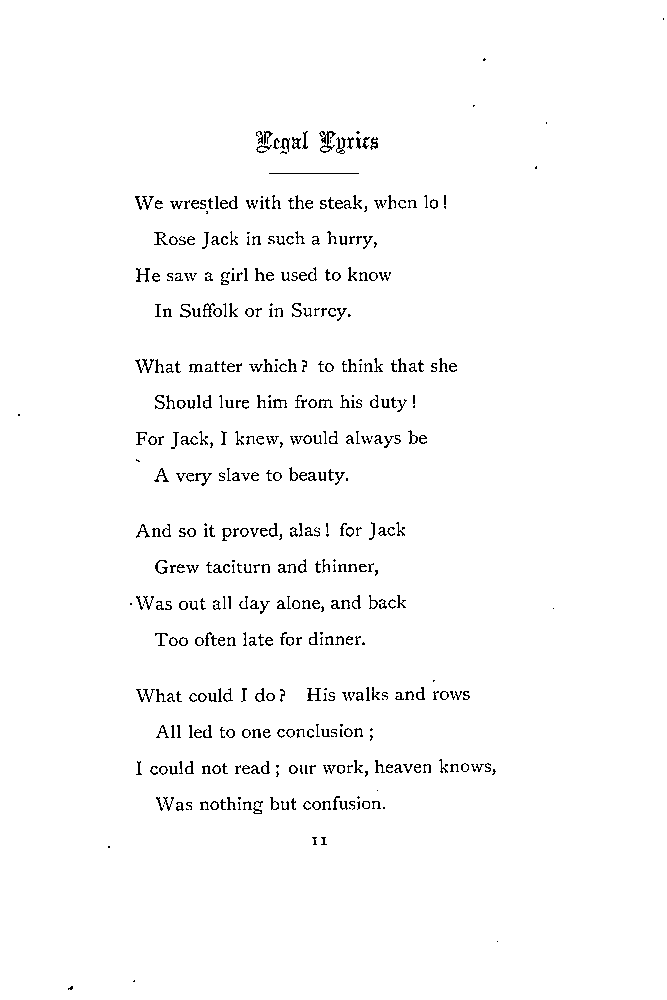 Legal Lyrics
We wrestled with the steak, when lo!
Rose Jack in such a hurry,
He saw a girl he used to know
In Suffolk or in Surrey.
What matter which? to think that she
Should lure him from his duty!
For Jack, I knew, would always be
A very slave to beauty.
And so it proved, alas! for Jack
Grew taciturn and thinner,
Was out all day alone, and back
Too often late for dinner.
What could I do? His walks and rows
All led to one conclusion;
I could not read; our work, heaven knows,
Was nothing but confusion.
11